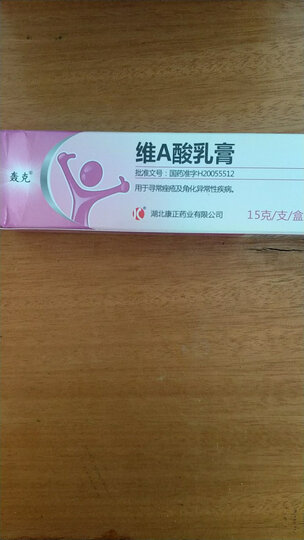 轰克®
维A酸乳膏
批准文号：国药准字H20055512
用于寻常痤疮及角化异常性疾病。
K®
湖北康正药业有限公司
15克/支/盒